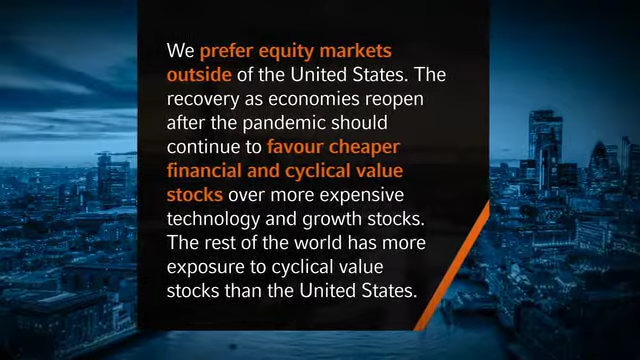 We prefer equity markets
outside of the United States. The
recovery as economies reopen
after the pandemic should
continue to favour cheaper
financial and cyclical value
stocks over more expensive
technology and growth stocks.
The rest of the world has more
exposure to cyclical value
stocks than the United States.